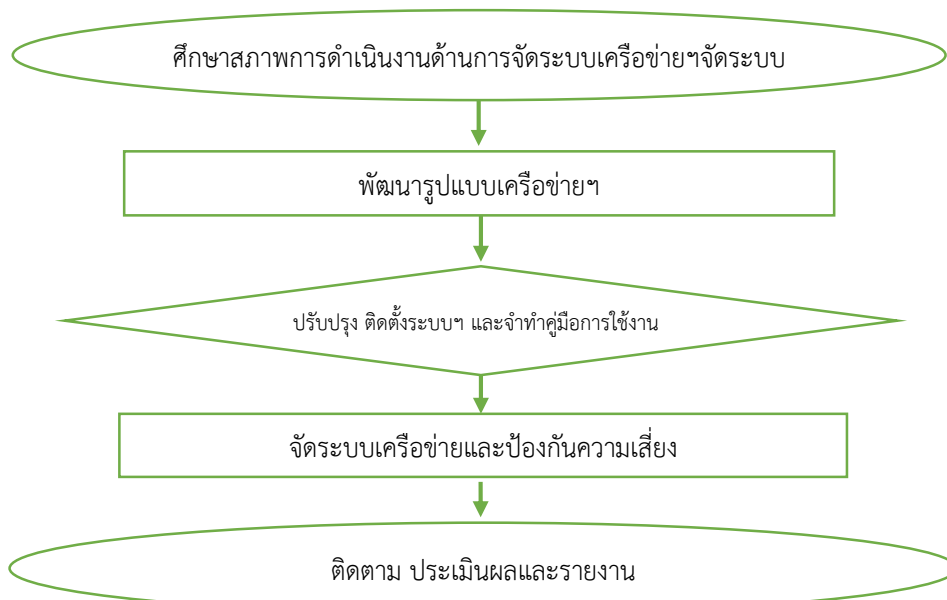 ศึกษาสภาพการดำเนินงานด้านการจัดระบบเครือข่ายฯจัดระบบ
พัฒนารูปแบบเครือข่ายฯ
ปรับปรุง ติดตั้งระบบฯ และจำทำคู่มือการใช้งาน
จัดระบบเครือข่ายและป้องกันความเสี่ยง
ติดตาม ประเมินผลและรายงาน